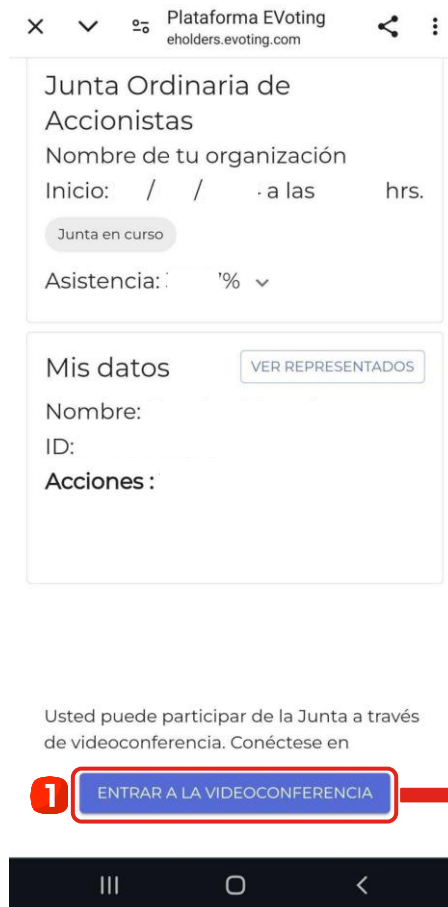 Plataforma EVoting
eholders.evoting.com
Junta Ordinaria de
Accionistas
Nombre de tu organización
Inicio: / / a las hrs.
Junta en curso
Asistencia: %
Mis datos
VER REPRESENTADOS
Nombre:
ID:
Acciones :
Usted puede participar de la Junta a través
de videoconferencia. Conéctese en
1 ENTRAR A LA VIDEOCONFERENCIA